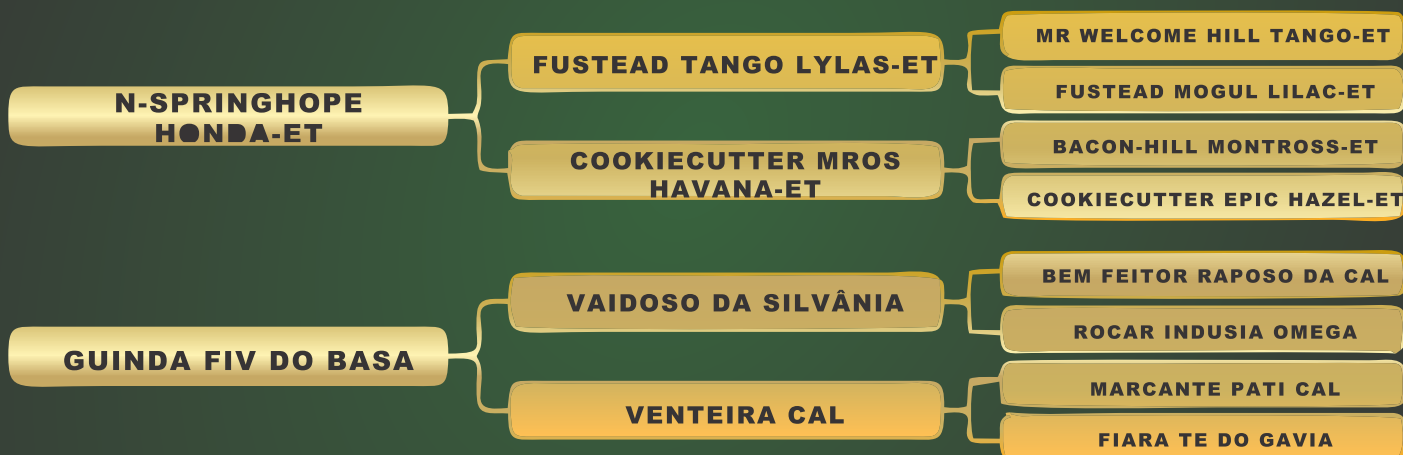 N-SPRINGHOPE
HONDA-ET
FUSTEAD TANGO LYLAS-ET
COOKIECUTTER MROS
HAVANA-ET
MR WELCOME HILL TANGO-ET
FUSTEAD MOGUL LILAC-ET
BACON-HILL MONTROSS-ET
COOKIECUTTER EPIC HAZEL-ET
GUINDA FIV DO BASA
VAIDOSO DA SILVÂNIA
VENTEIRA CAL
BEM FEITOR RAPOSO DA CAL
ROCAR INDUSIA OMEGA
MARCANTE PATI CAL
FIARA TE DO GAVIA